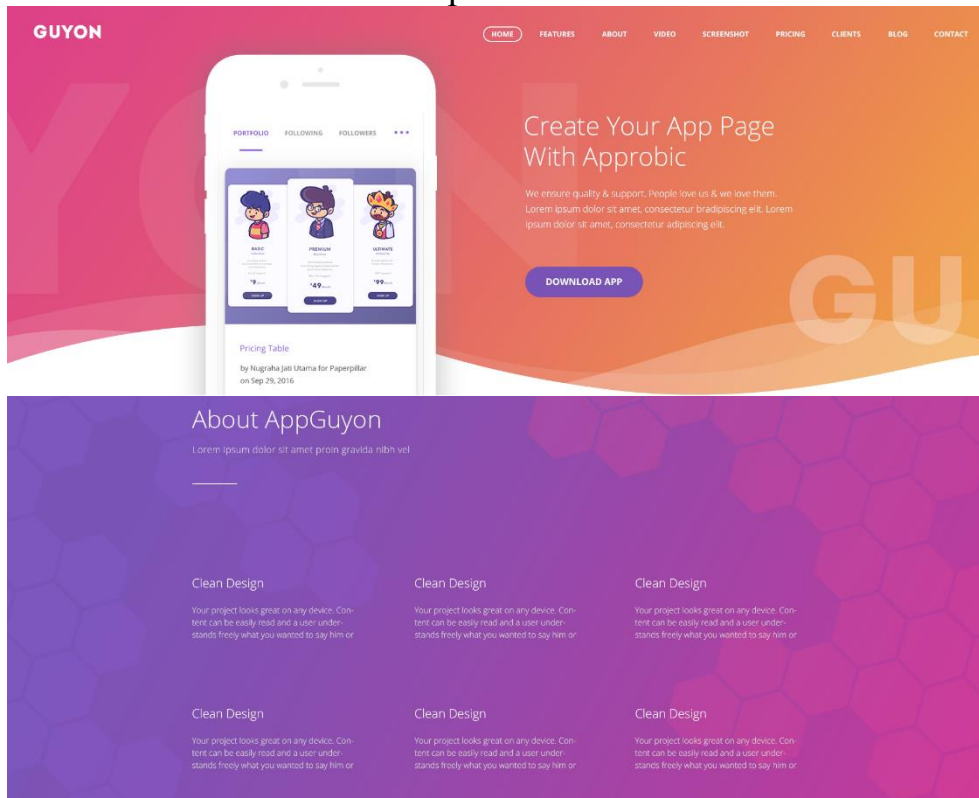 GUYON
HOME FEATURES ABOUT VIDEO SCREENSHOT PRICING CLIENTS BLOG CONTACT
YON
PORTFOLIO FOLLOWING FOLLOWERS
BASIC
PREMIUM
ULTIMATE
$9
$49
$99
SIGN UP
SIGN UP
SIGN UP
Pricing Table
by Nugraha Jati Utama for Paperpillar
on Sep 29, 2016
Create Your App Page
With Approbic
We ensure quality & support. People love us & we love them.
Lorem ipsum dolor sit amet, consectetur bradipiscing elit. Lorem
ipsum dolor sit amet, consectetur adipiscing elit.
DOWNLOAD APP
GU
About AppGuyon
Lorem ipsum dolor sit amet proin gravida nibh vel
Clean Design
Your project looks great on any device. Con-
tent can be easily read and a user under-
stands freely what you wanted to say him or
Clean Design
Your project looks great on any device. Con-
tent can be easily read and a user under-
stands freely what you wanted to say him or
Clean Design
Your project looks great on any device. Con-
tent can be easily read and a user under-
stands freely what you wanted to say him or
Clean Design
Your project looks great on any device. Con-
tent can be easily read and a user under-
stands freely what you wanted to say him or
Clean Design
Your project looks great on any device. Con-
tent can be easily read and a user under-
stands freely what you wanted to say him or
Clean Design
Your project looks great on any device. Con-
tent can be easily read and a user under-
stands freely what you wanted to say him or